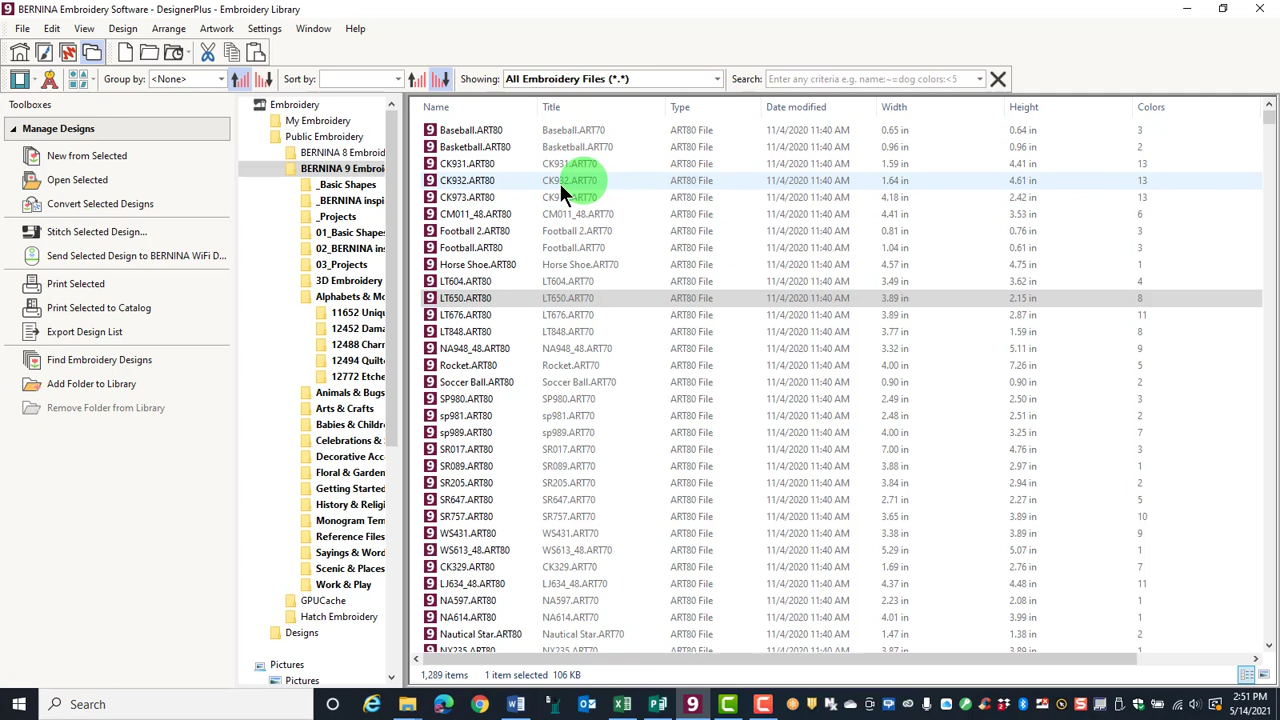 BERNINA Embroidery Software - DesignerPlus - Embroidery Library
File Edit View Design Arrange Artwork Settings Window Help
Group by: <None> Sort by: Showing: All Embroidery Files (*.*) Search: Enter any criteria e.g. name:~=dog colors:<5
Toolboxes
Manage Designs
New from Selected
Open Selected
Convert Selected Designs
Stitch Selected Design...
Send Selected Design to BERNINA WiFi D...
Print Selected
Print Selected to Catalog
Export Design List
Find Embroidery Designs
Add Folder to Library
Remove Folder from Library
Embroidery
My Embroidery
Public Embroidery
BERNINA 8 Embroid
BERNINA 9 Embroi
_Basic Shapes
_BERNINA inspi
_Projects
01_Basic Shapes
02_BERNINA ins
03_Projects
3D Embroidery
Alphabets & Mo
11652 Uniqu
12452 Dama
12488 Charr
12494 Quilte
12772 Etche
Animals & Bugs
Arts & Crafts
Babies & Childre
Celebrations &
Decorative Acc
Floral & Garden
Getting Started
History & Religi
Monogram Tem
Reference Files
Sayings & Word
Scenic & Places
Work & Play
GPUCache
Hatch Embroidery
Designs
Pictures
Pictures
Name Title Type Date modified Width Height Colors
Baseball.ART80 Baseball.ART70 ART80 File 11/4/2020 11:40 AM 0.65 in 0.64 in 3
Basketball.ART80 Basketball.ART70 ART80 File 11/4/2020 11:40 AM 0.96 in 0.96 in 2
CK931.ART80 CK931.ART70 ART80 File 11/4/2020 11:40 AM 1.59 in 4.41 in 13
CK932.ART80 CK932.ART70 ART80 File 11/4/2020 11:40 AM 1.64 in 4.61 in 13
CK973.ART80 ART80 File 11/4/2020 11:40 AM 4.18 in 2.42 in 13
CM011_48.ART80 CM011_48.ART70 ART80 File 11/4/2020 11:40 AM 4.41 in 3.53 in 6
Football 2.ART80 Football 2.ART70 ART80 File 11/4/2020 11:40 AM 0.81 in 0.76 in 3
Football.ART80 Football.ART70 ART80 File 11/4/2020 11:40 AM 1.04 in 0.61 in 3
Horse Shoe.ART80 Horse Shoe.ART70 ART80 File 11/4/2020 11:40 AM 4.57 in 4.75 in 1
LT604.ART80 LT604.ART70 ART80 File 11/4/2020 11:40 AM 3.49 in 3.62 in 4
LT650.ART80 LT650.ART70 ART80 File 11/4/2020 11:40 AM 3.89 in 2.15 in 8
LT676.ART80 LT676.ART70 ART80 File 11/4/2020 11:40 AM 3.89 in 2.87 in 11
LT848.ART80 LT848.ART70 ART80 File 11/4/2020 11:40 AM 3.77 in 1.59 in 8
NA948_48.ART80 NA948_48.ART70 ART80 File 11/4/2020 11:40 AM 3.32 in 5.11 in 9
Rocket.ART80 Rocket.ART70 ART80 File 11/4/2020 11:40 AM 4.00 in 7.26 in 5
Soccer Ball.ART80 Soccer Ball.ART70 ART80 File 11/4/2020 11:40 AM 0.90 in 0.90 in 2
SP980.ART80 SP980.ART70 ART80 File 11/4/2020 11:40 AM 2.49 in 2.50 in 3
sp981.ART80 sp981.ART70 ART80 File 11/4/2020 11:40 AM 2.48 in 2.51 in 2
sp989.ART80 sp989.ART70 ART80 File 11/4/2020 11:40 AM 4.00 in 3.25 in 7
SR017.ART80 SR017.ART70 ART80 File 11/4/2020 11:40 AM 7.00 in 4.76 in 3
SR089.ART80 SR089.ART70 ART80 File 11/4/2020 11:40 AM 3.88 in 2.97 in 1
SR205.ART80 SR205.ART70 ART80 File 11/4/2020 11:40 AM 3.84 in 2.94 in 2
SR647.ART80 SR647.ART70 ART80 File 11/4/2020 11:40 AM 2.71 in 2.27 in 5
SR757.ART80 SR757.ART70 ART80 File 11/4/2020 11:40 AM 3.65 in 3.89 in 10
WS431.ART80 WS431.ART70 ART80 File 11/4/2020 11:40 AM 3.38 in 3.89 in 9
WS613_48.ART80 WS613_48.ART70 ART80 File 11/4/2020 11:40 AM 5.29 in 5.07 in 1
CK329.ART80 CK329.ART70 ART80 File 11/4/2020 11:40 AM 1.69 in 2.76 in 7
LJ634_48.ART80 LJ634_48.ART70 ART80 File 11/4/2020 11:40 AM 4.37 in 4.48 in 11
NA597.ART80 NA597.ART70 ART80 File 11/4/2020 11:40 AM 2.23 in 2.08 in 1
NA614.ART80 NA614.ART70 ART80 File 11/4/2020 11:40 AM 4.01 in 3.99 in 1
Nautical Star.ART80 Nautical Star.ART70 ART80 File 11/4/2020 11:40 AM 1.47 in 1.38 in 2
NX235.ART80 NX235.ART70 ART80 File 11/4/2020 11:40 AM 3.87 in 3.85 in 1
1,289 items 1 item selected 106 KB
Search
2:51 PM
5/14/2021